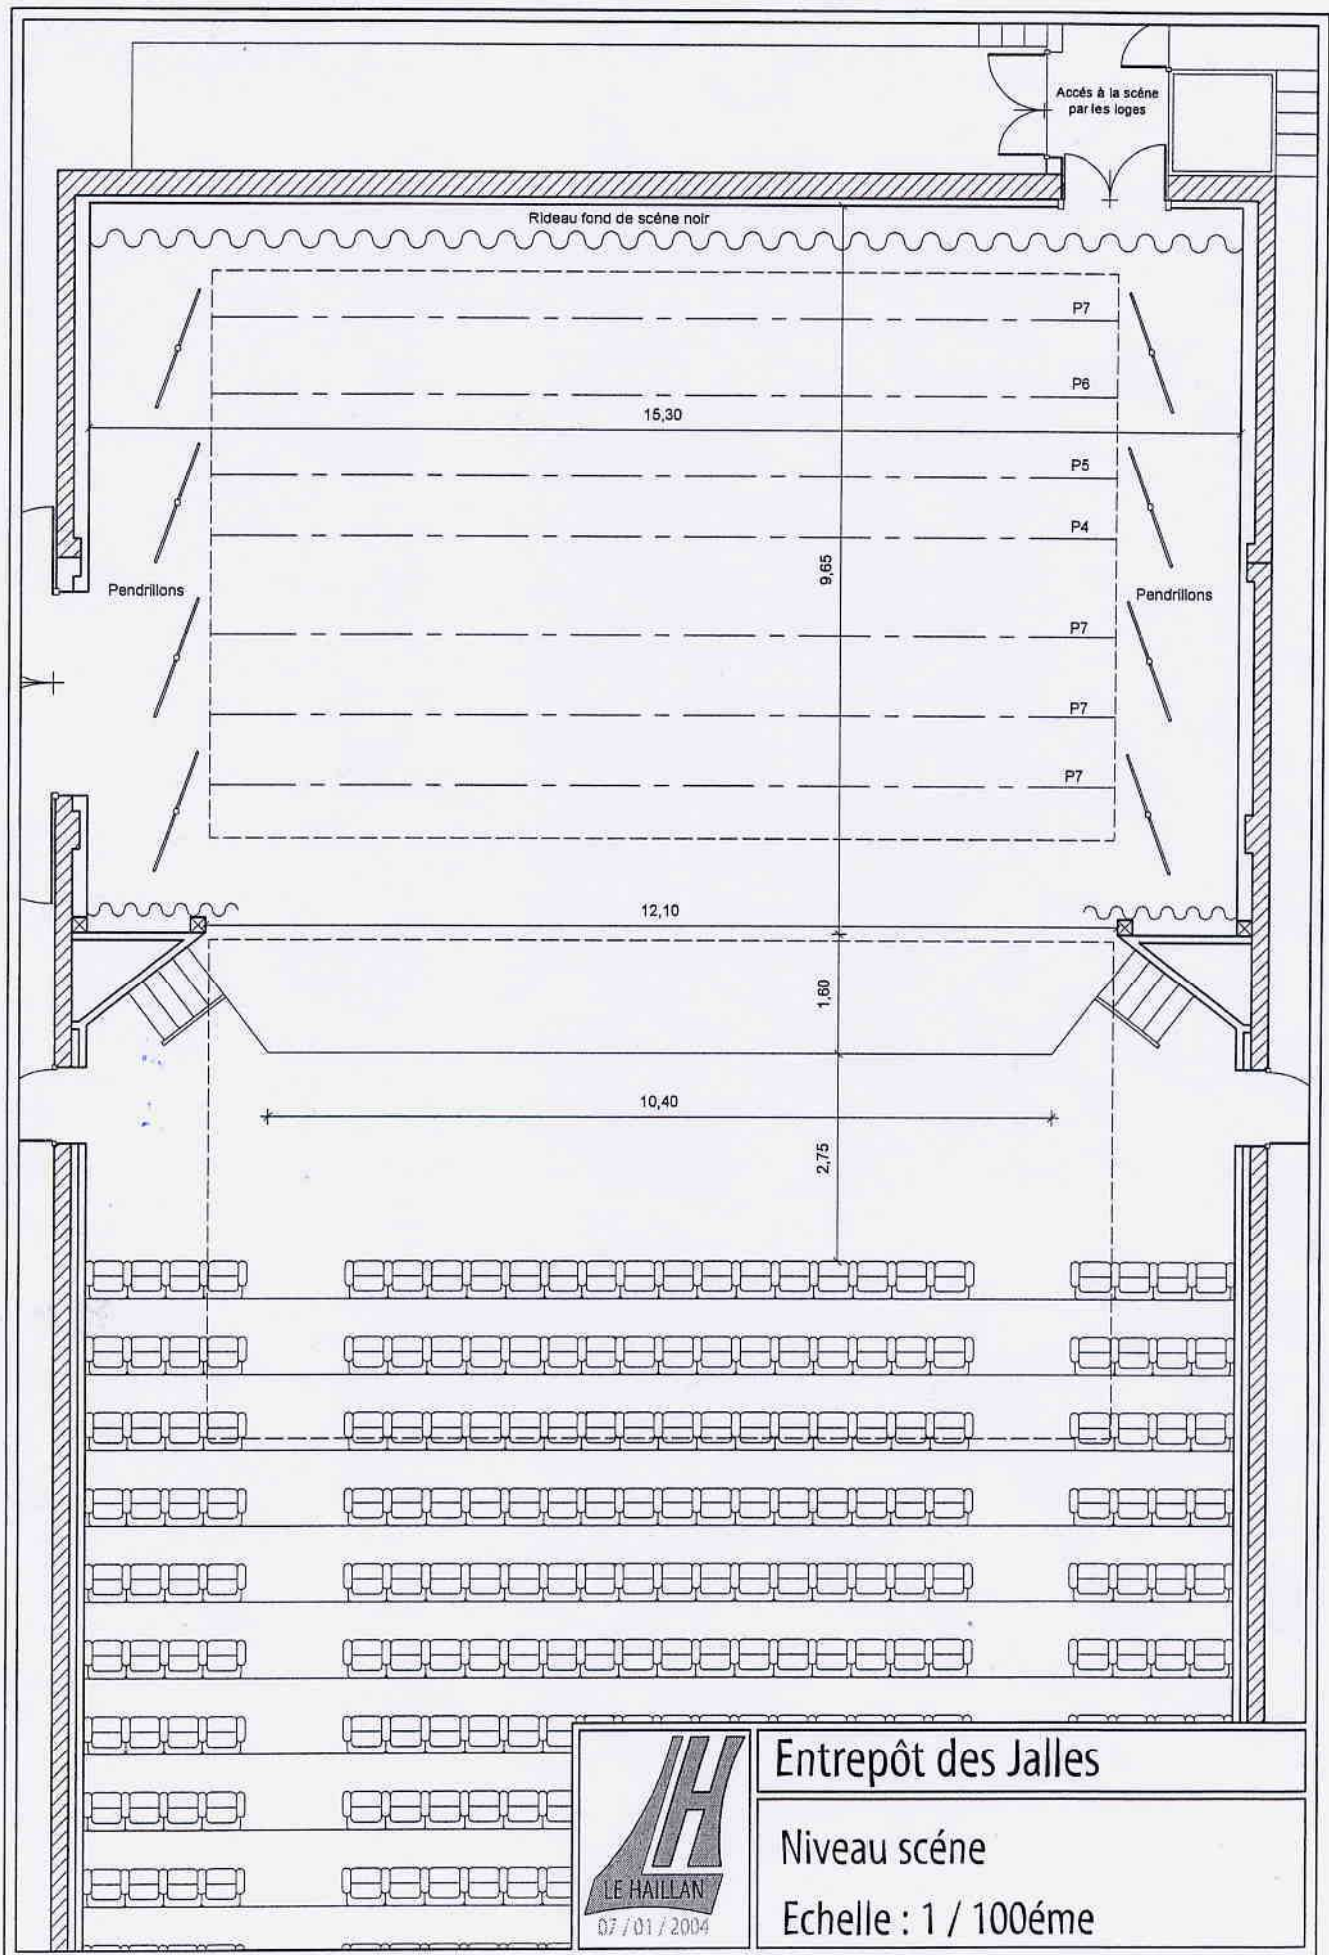 Accés à la scène
par les loges
Rideau fond de scéne noir
P7
P6
15,30
P5
P4
9,65
Pendrillons
Pendrillons
P7
P7
P7
12,10
1,60
10,40
2,75
LE HAILLAN
07 / 01 / 2004
Entrepôt des Jalles
Niveau scéne
Echelle : 1 / 100éme